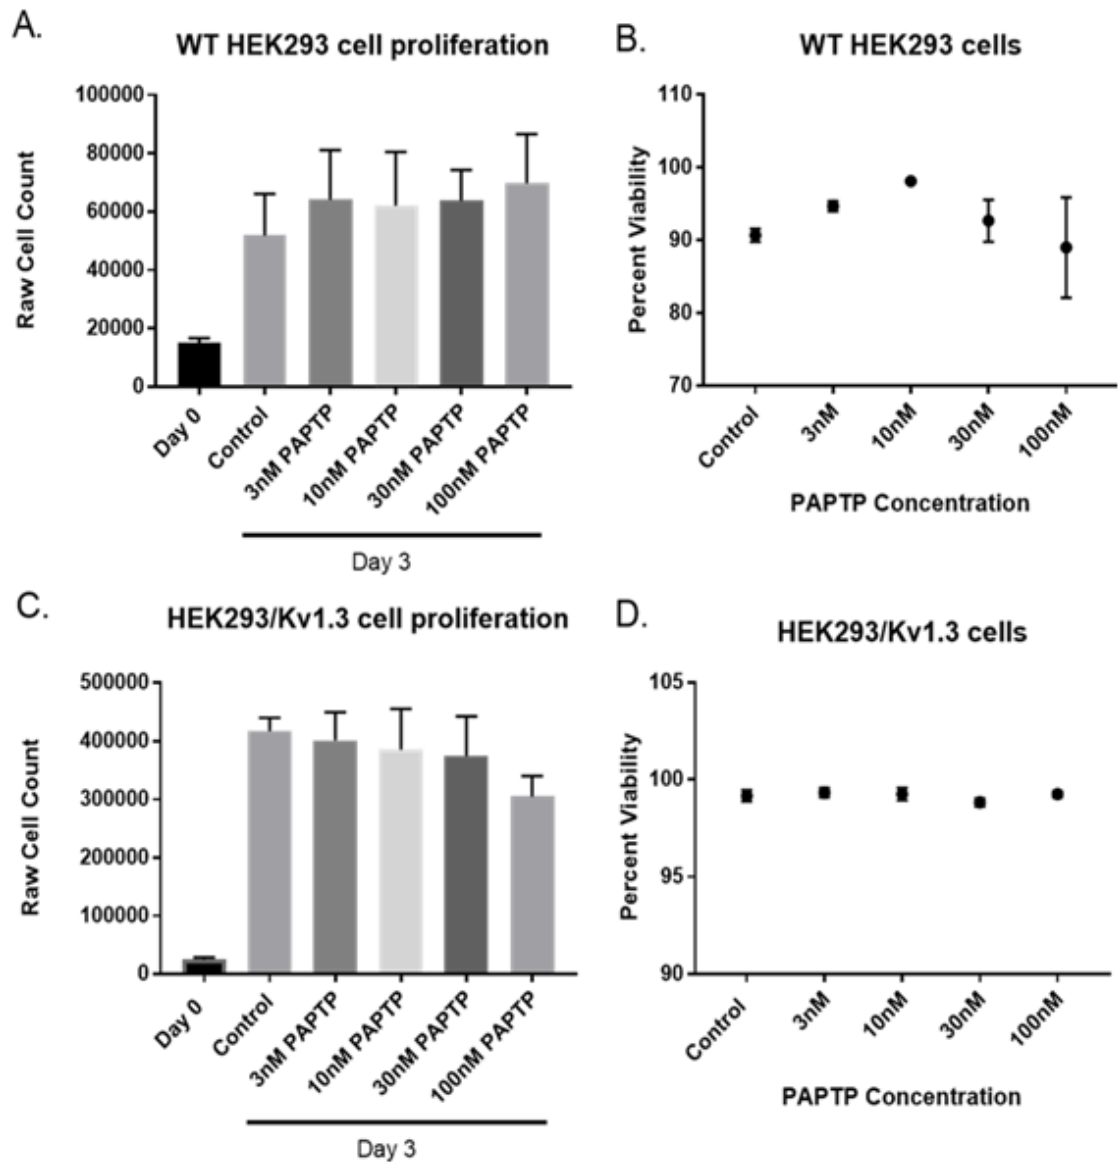 A.
WT HEK293 cell proliferation
Raw Cell Count
100000
80000
60000
40000
20000
0
Day 0
Control
3nM PAPTP
10nM PAPTP
30nM PAPTP
100nM PAPTP
Day 3
B.
WT HEK293 cells
Percent Viability
110
100
90
80
70
Control
3nM
10nM
30nM
100nM
PAPTP Concentration
C.
HEK293/Kv1.3 cell proliferation
Raw Cell Count
500000
400000
300000
200000
100000
0
Day 0
Control
3nM PAPTP
10nM PAPTP
30nM PAPTP
100nM PAPTP
Day 3
D.
HEK293/Kv1.3 cells
Percent Viability
105
100
95
90
Control
3nM
10nM
30nM
100nM
PAPTP Concentration